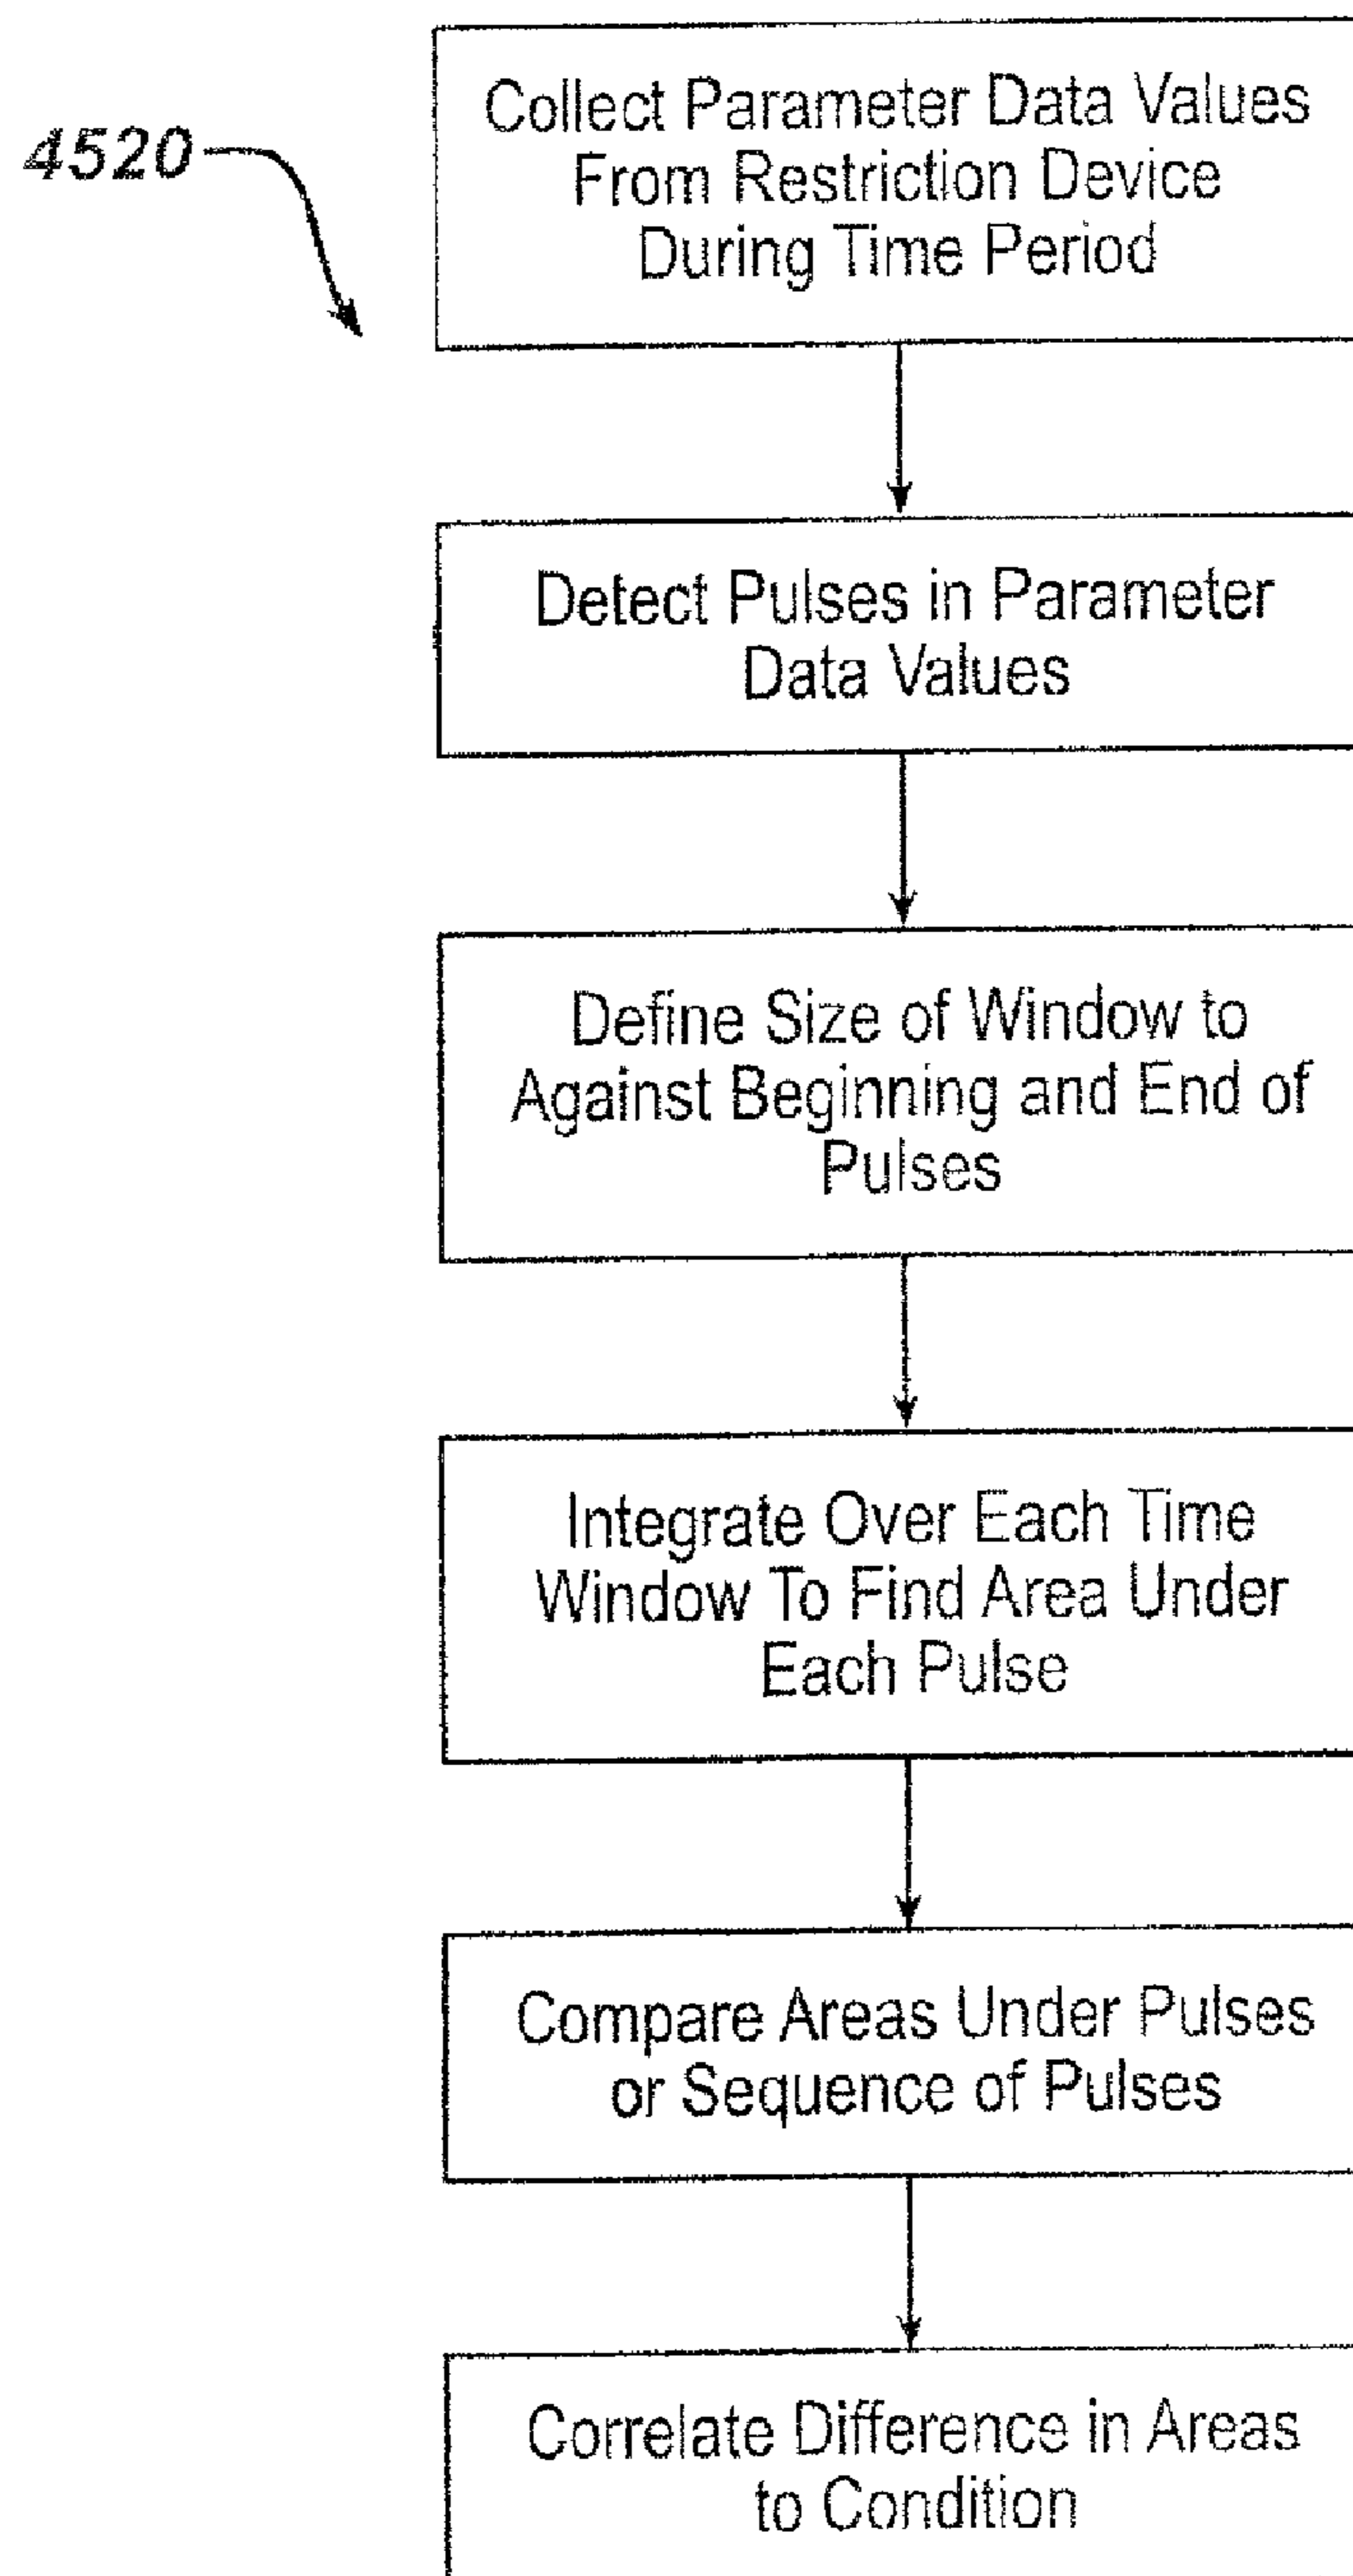 4520
Collect Parameter Data Values
From Restriction Device
During Time Period
Detect Pulses in Parameter
Data Values
Define Size of Window to
Against Beginning and End of
Pulses
Integrate Over Each Time
Window To Find Area Under
Each Pulse
Compare Areas Under Pulses
or Sequence of Pulses
Correlate Difference in Areas
to Condition